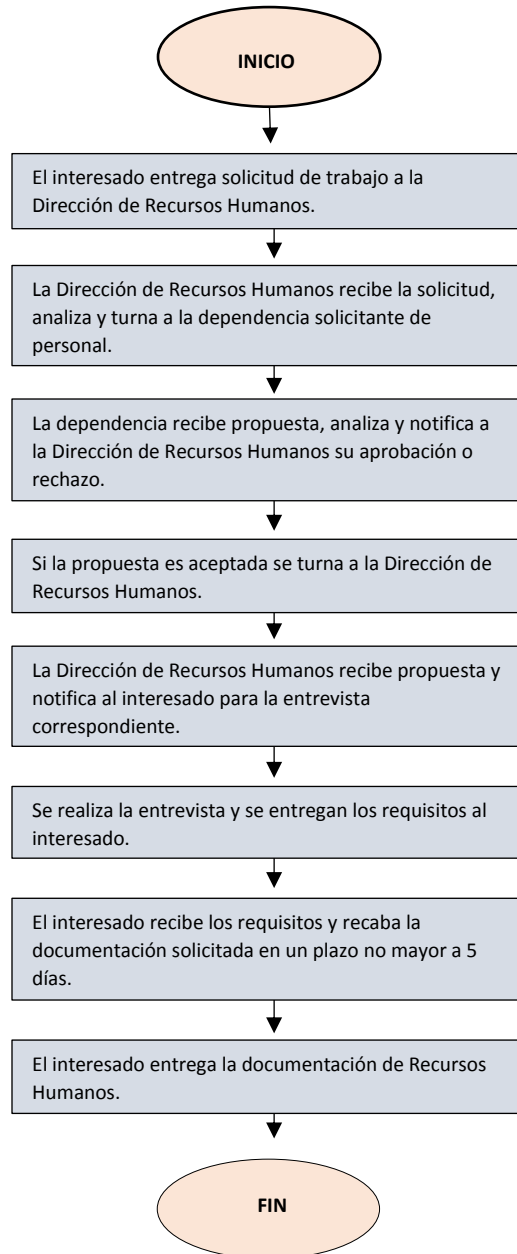 INICIO
El interesado entrega solicitud de trabajo a la
Dirección de Recursos Humanos.
La Dirección de Recursos Humanos recibe la solicitud,
analiza y turna a la dependencia solicitante de
personal.
La dependencia recibe propuesta, analiza y notifica a
la Dirección de Recursos Humanos su aprobación o
rechazo.
Si la propuesta es aceptada se turna a la Dirección de
Recursos Humanos.
La Dirección de Recursos Humanos recibe propuesta y
notifica al interesado para la entrevista
correspondiente.
Se realiza la entrevista y se entregan los requisitos al
interesado.
El interesado recibe los requisitos y recaba la
documentación solicitada en un plazo no mayor a 5
días.
El interesado entrega la documentación de Recursos
Humanos.
FIN